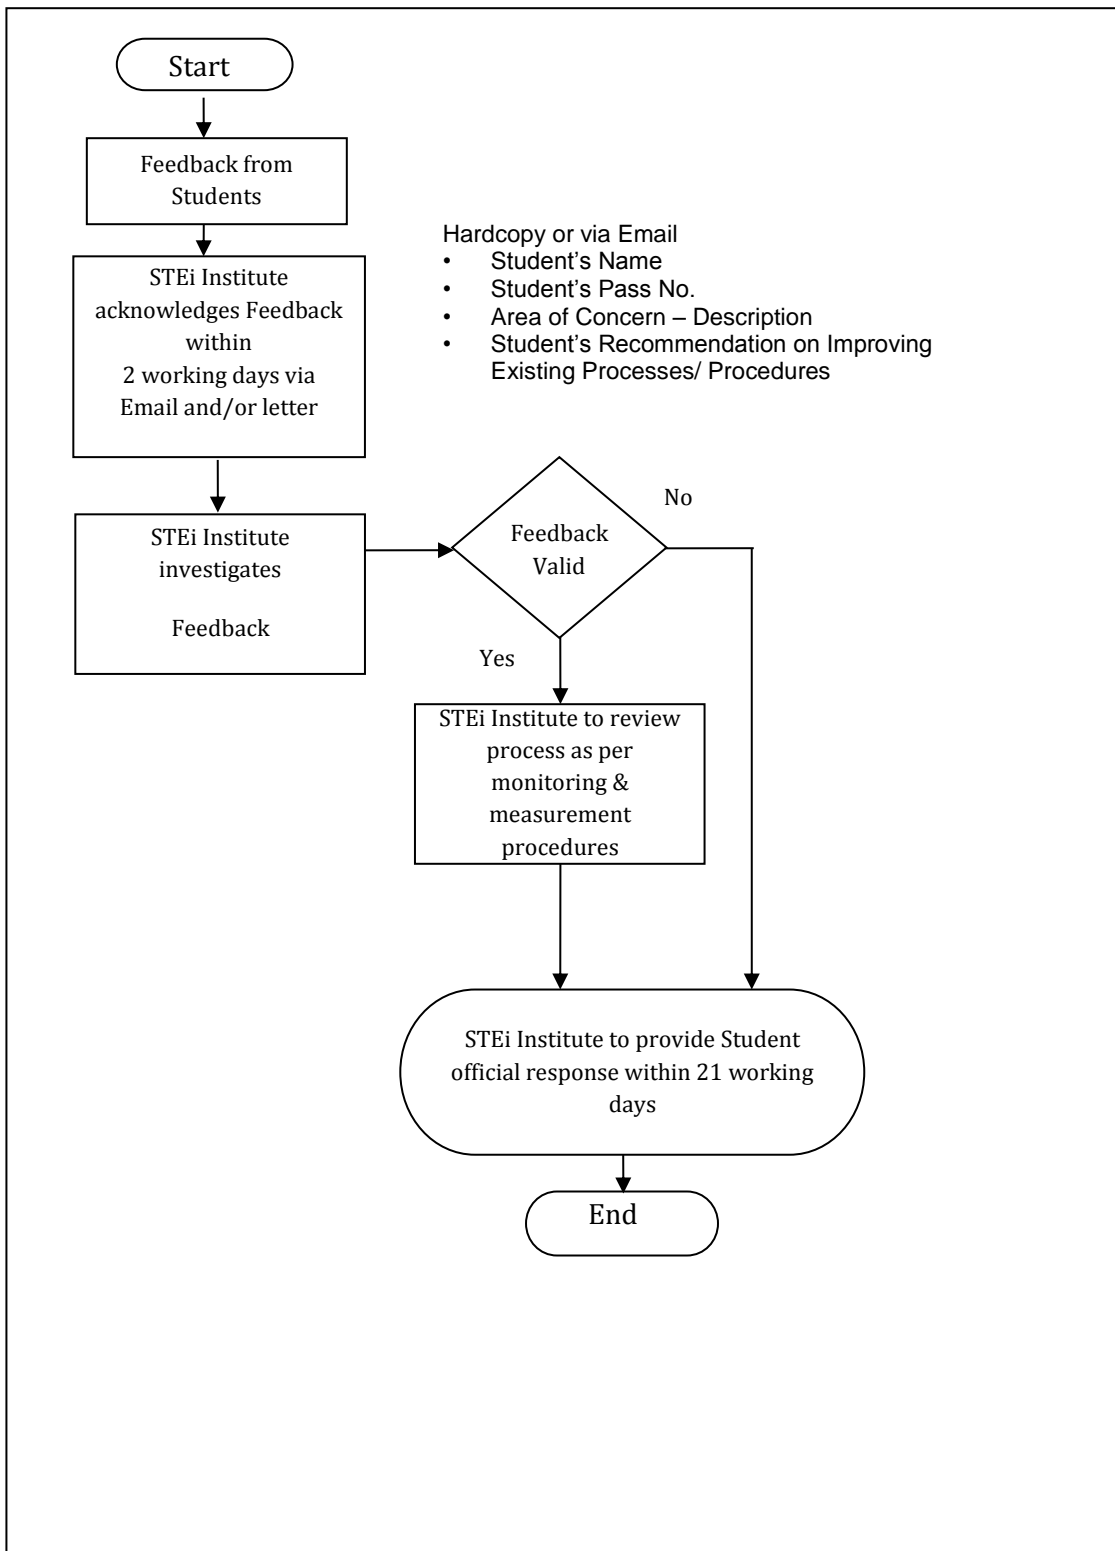 Start
Feedback from
Students
Hardcopy or via Email
• Student’s Name
• Student’s Pass No.
• Area of Concern – Description
• Student’s Recommendation on Improving
Existing Processes/ Procedures
STEi Institute
acknowledges Feedback
within
2 working days via
Email and/or letter
No
STEi Institute
investigates
Feedback
Feedback
Valid
Yes
STEi Institute to review
process as per
monitoring &
measurement
procedures
STEi Institute to provide Student
official response within 21 working
days
End